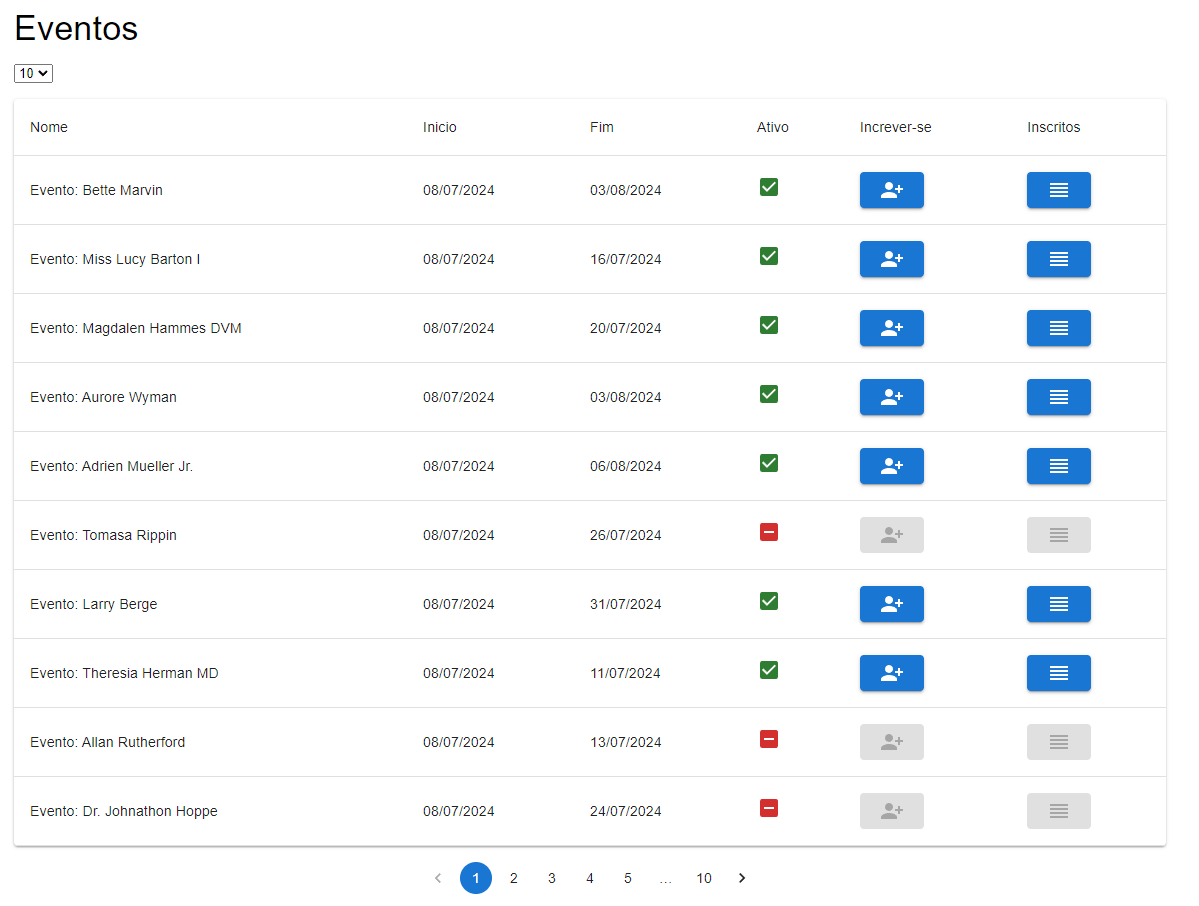 Eventos
10
Nome Inicio Fim Ativo Increver-se Inscritos
Evento: Bette Marvin 08/07/2024 03/08/2024
Evento: Miss Lucy Barton I 08/07/2024 16/07/2024
Evento: Magdalen Hammes DVM 08/07/2024 20/07/2024
Evento: Aurore Wyman 08/07/2024 03/08/2024
Evento: Adrien Mueller Jr. 08/07/2024 06/08/2024
Evento: Tomasa Rippin 08/07/2024 26/07/2024
Evento: Larry Berge 08/07/2024 31/07/2024
Evento: Theresia Herman MD 08/07/2024 11/07/2024
Evento: Allan Rutherford 08/07/2024 13/07/2024
Evento: Dr. Johnathon Hoppe 08/07/2024 24/07/2024
1 2 3 4 5 ... 10